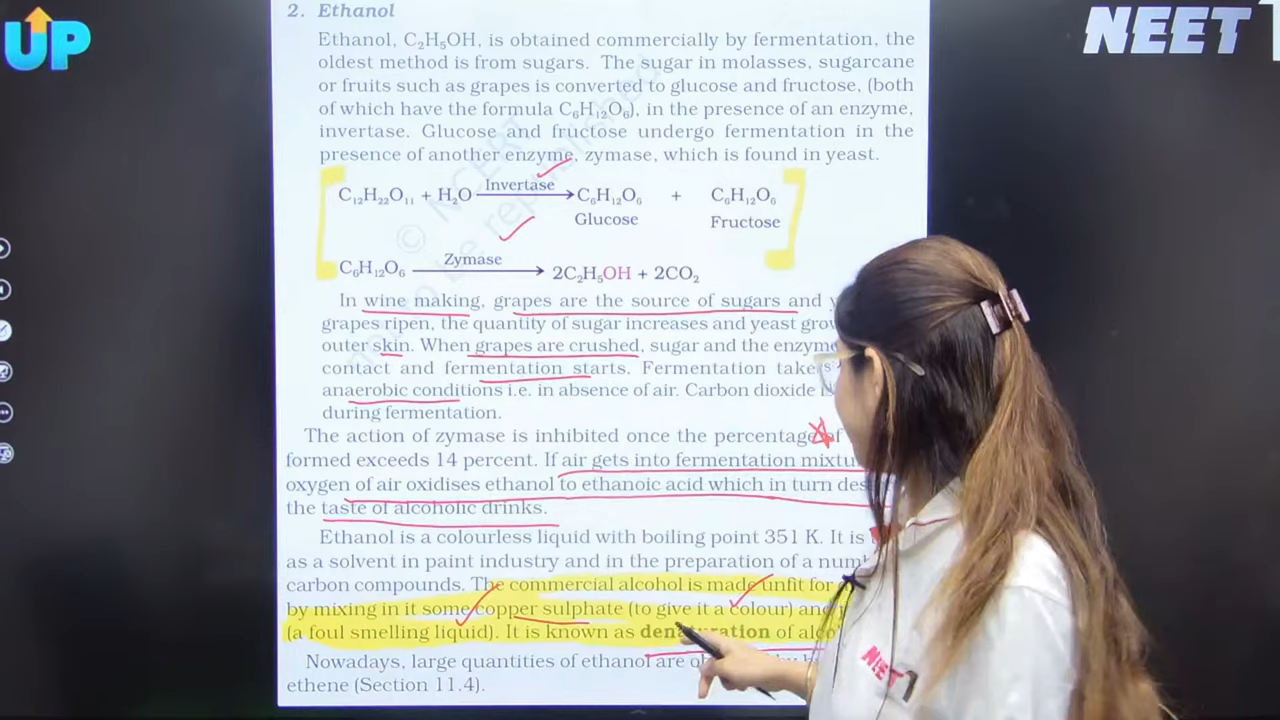 UP
NEET 1
2. Ethanol
Ethanol, C₂H₅OH, is obtained commercially by fermentation, the
oldest method is from sugars. The sugar in molasses, sugarcane
or fruits such as grapes is converted to glucose and fructose, (both
of which have the formula C₆H₁₂O₆), in the presence of an enzyme,
invertase. Glucose and fructose undergo fermentation in the
presence of another enzyme, zymase, which is found in yeast.
C₁₂H₂₂O₁₁ + H₂O Invertase → C₆H₁₂O₆ + C₆H₁₂O₆
Glucose Fructose
C₆H₁₂O₆ Zymase → 2C₂H₅OH + 2CO₂
In wine making, grapes are the source of sugars and
grapes ripen, the quantity of sugar increases and yeast
outer skin. When grapes are crushed, sugar and the
contact and fermentation starts. Fermentation
anaerobic conditions i.e. in absence of air. Carbon dioxide
during fermentation.
The action of zymase is inhibited once the percentage of
formed exceeds 14 percent. If air gets into fermentation
oxygen of air oxidises ethanol to ethanoic acid which in turn
the taste of alcoholic drinks.
Ethanol is a colourless liquid with boiling point 351 K. It is
as a solvent in paint industry and in the preparation of a
carbon compounds. The commercial alcohol is made unfit for
by mixing in it some copper sulphate (to give it a colour) and
(a foul smelling liquid). It is known as denaturation of
Nowadays, large quantities of ethanol are
ethene (Section 11.4).
© NCERT
not to be republished
NEET 1